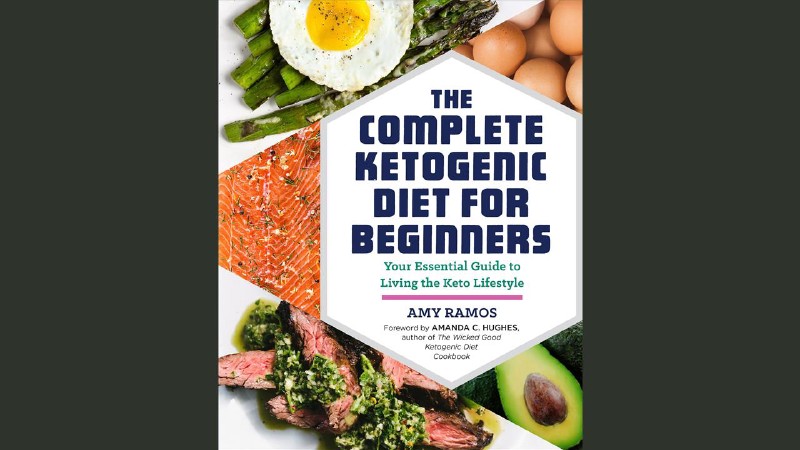 THE
COMPLETE
KETOGENIC
DIET FOR
BEGINNERS
Your Essential Guide to
Living the Keto Lifestyle
AMY RAMOS
Foreword by AMANDA C. HUGHES,
author of The Wicked Good
Ketogenic Diet
Cookbook